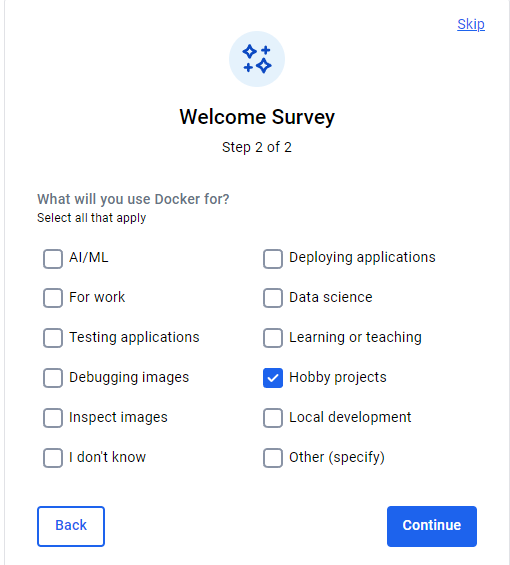 Skip
Welcome Survey
Step 2 of 2
What will you use Docker for?
Select all that apply
AI/ML
Deploying applications
For work
Data science
Testing applications
Learning or teaching
Debugging images
Hobby projects
Inspect images
Local development
I don't know
Other (specify)
Back
Continue